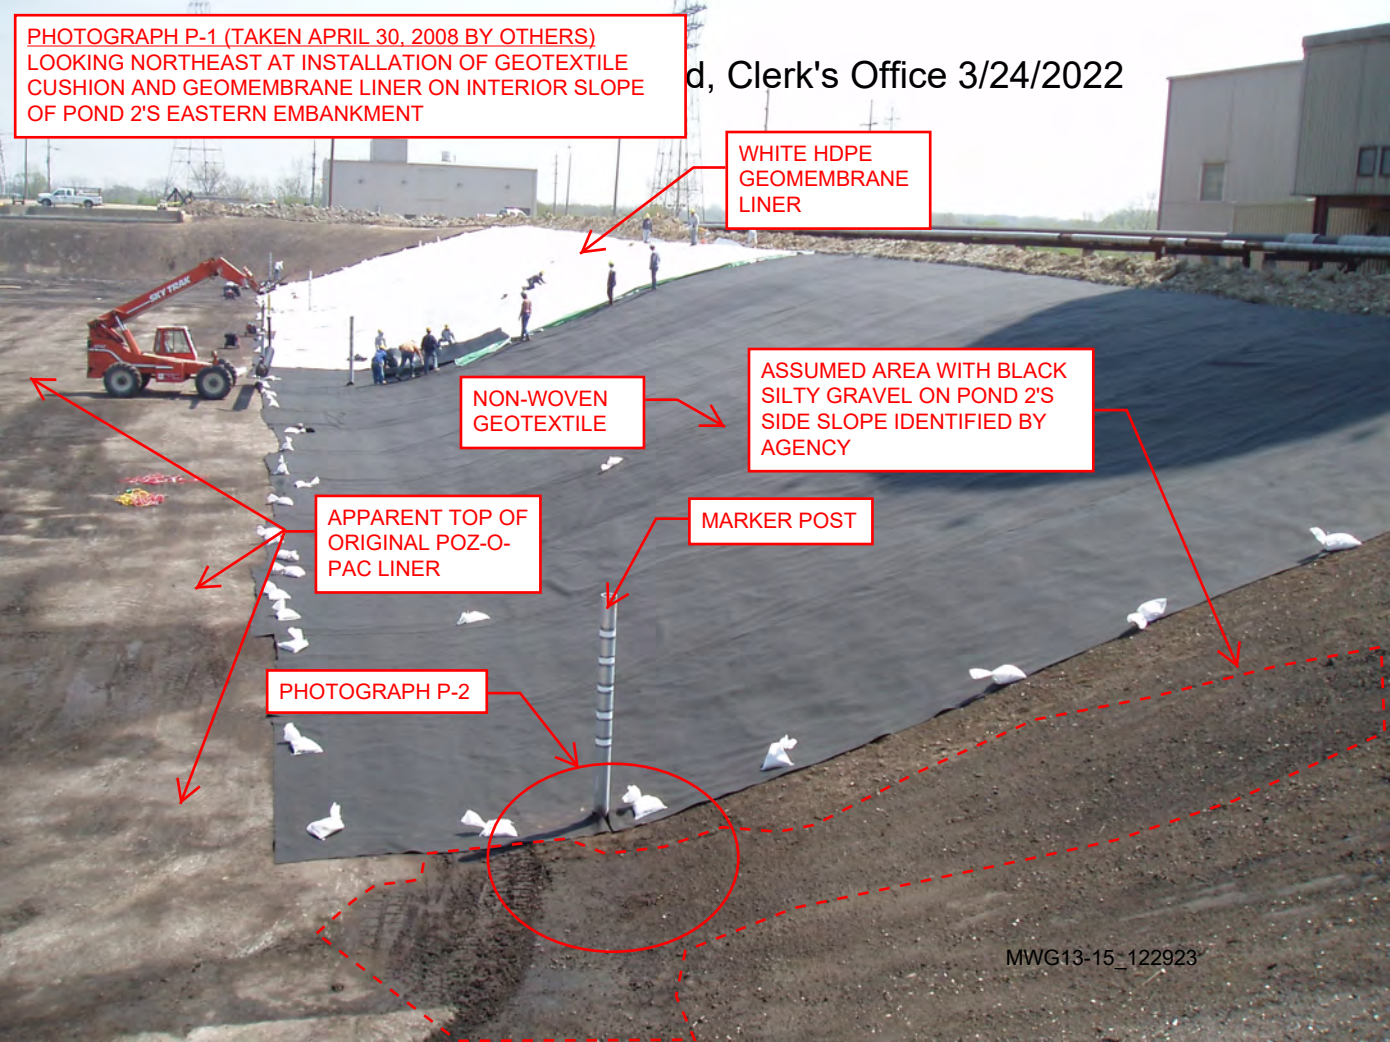 PHOTOGRAPH P-1 (TAKEN APRIL 30, 2008 BY OTHERS)
LOOKING NORTHEAST AT INSTALLATION OF GEOTEXTILE
CUSHION AND GEOMEMBRANE LINER ON INTERIOR SLOPE
OF POND 2'S EASTERN EMBANKMENT
d, Clerk's Office 3/24/2022
WHITE HDPE
GEOMEMBRANE
LINER
SKY TRAK
NON-WOVEN
GEOTEXTILE
ASSUMED AREA WITH BLACK
SILTY GRAVEL ON POND 2'S
SIDE SLOPE IDENTIFIED BY
AGENCY
APPARENT TOP OF
ORIGINAL POZ-O-
PAC LINER
MARKER POST
PHOTOGRAPH P-2
MWG13-15_122923